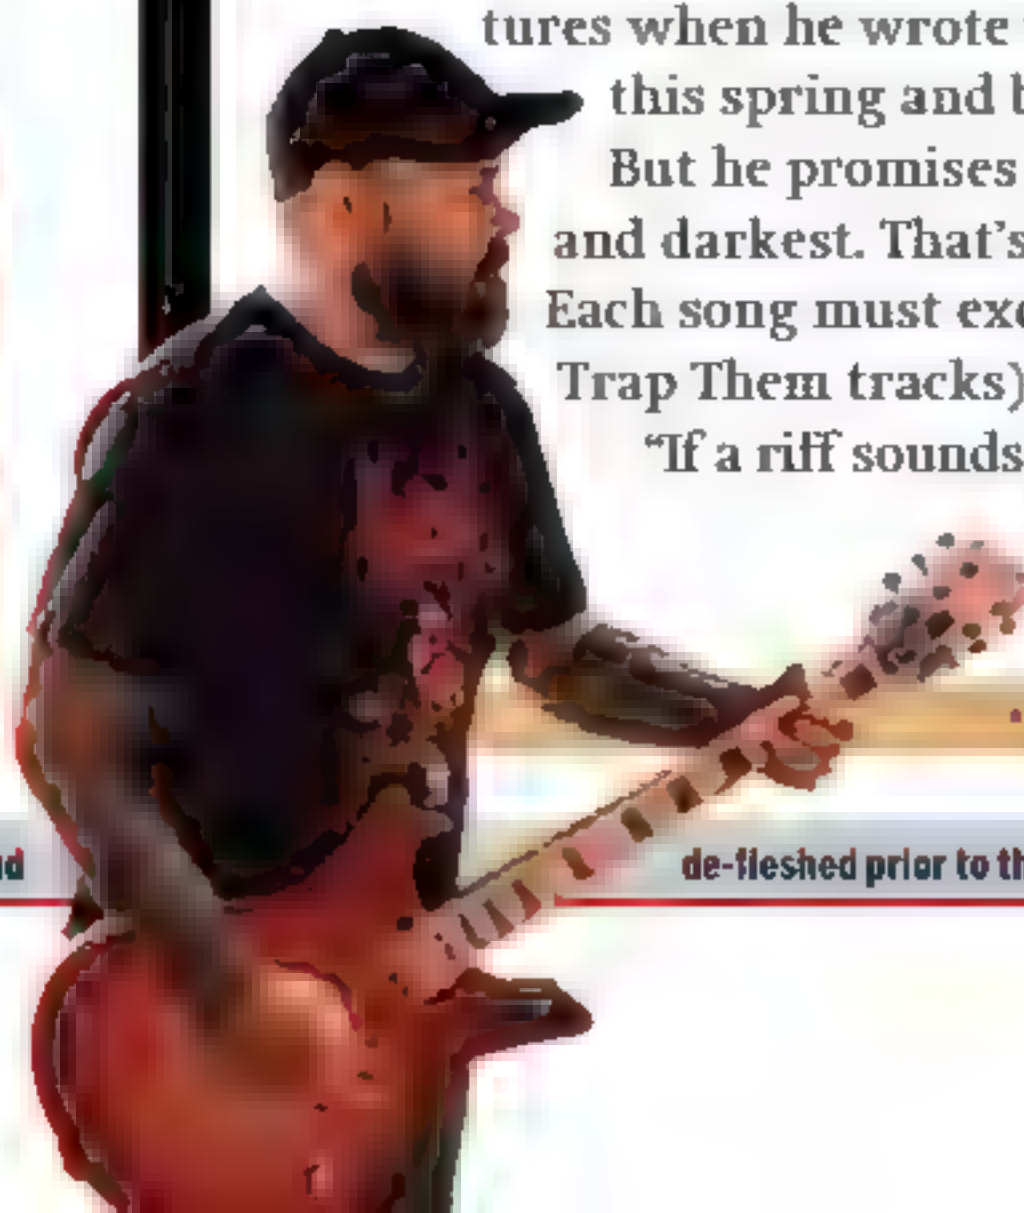 tures when he wrote
this spring and b
But he promises
and darkest. That’s
Each song must exc
Trap Them tracks)
“If a riff sounds
d
de-fleshed prior to th